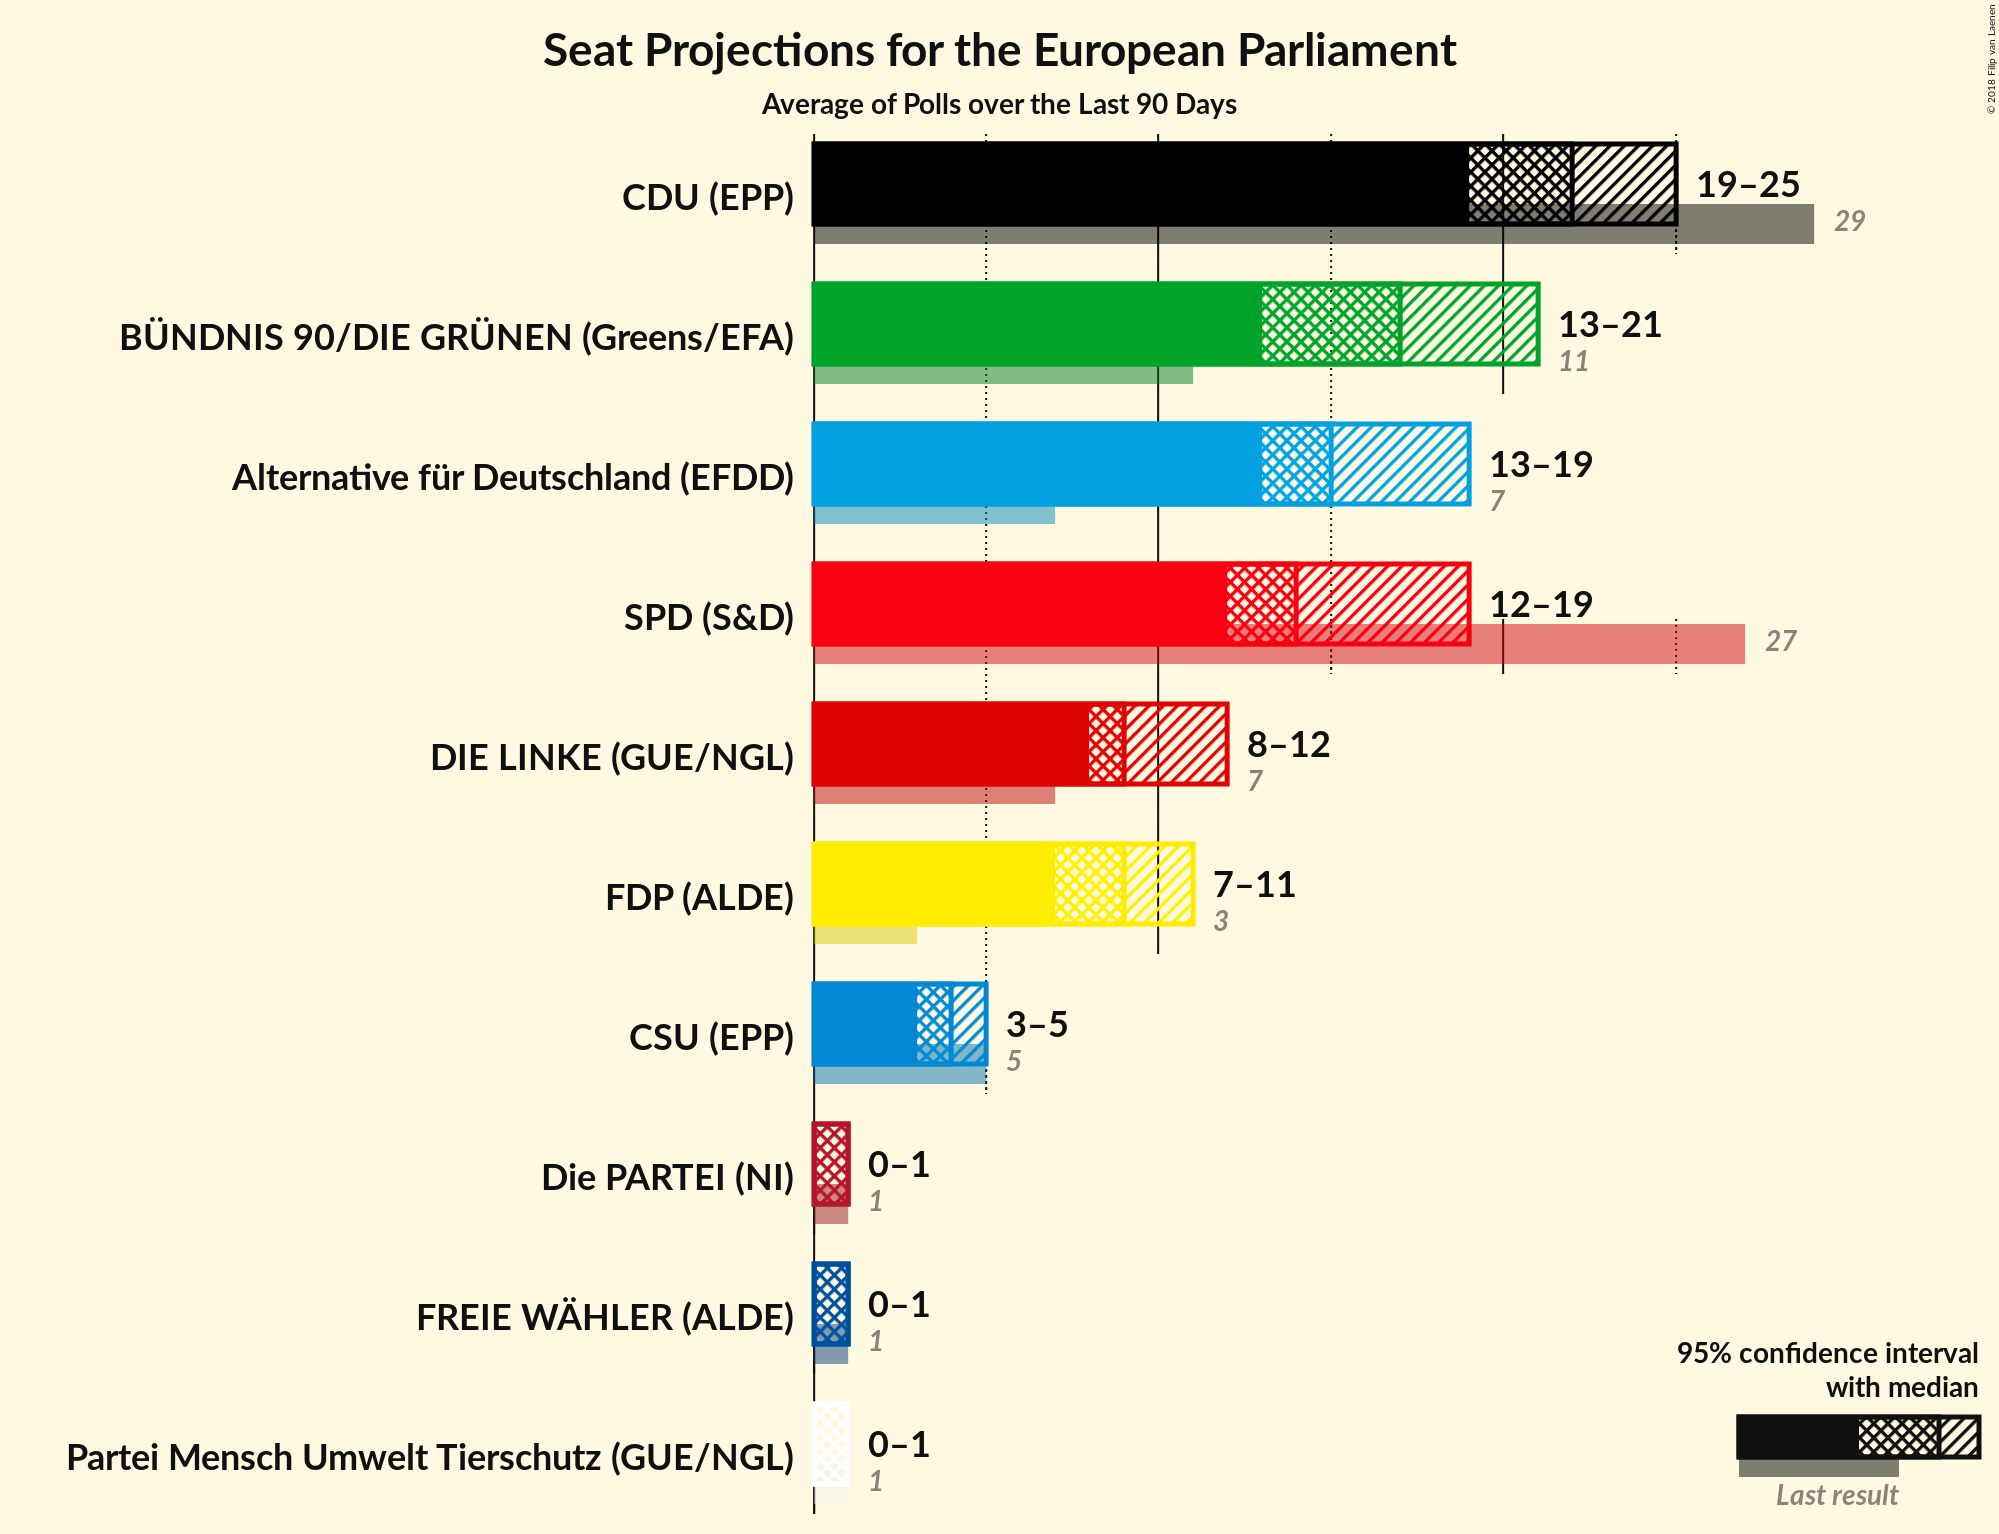 Seat Projections for the European Parliament
Average of Polls over the Last 90 Days
© 2018 Filip van Laenen
CDU (EPP)
19–25
29
BÜNDNIS 90/DIE GRÜNEN (Greens/EFA)
13–21
11
Alternative für Deutschland (EFDD)
13–19
7
SPD (S&D)
12–19
27
DIE LINKE (GUE/NGL)
8–12
7
FDP (ALDE)
7–11
3
CSU (EPP)
3–5
5
Die PARTEI (NI)
0–1
1
FREIE WÄHLER (ALDE)
0–1
1
Partei Mensch Umwelt Tierschutz (GUE/NGL)
0–1
1
95% confidence interval
with median
Last result